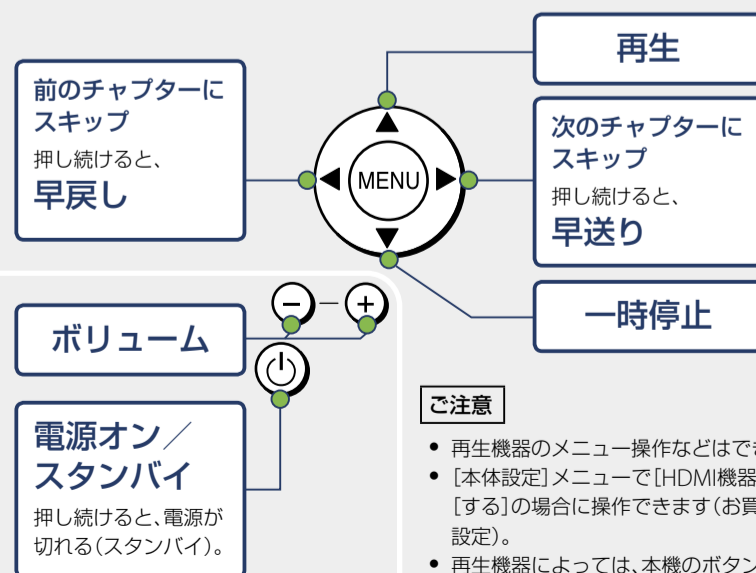 再生
前のチャプターに
スキップ
押し続けると、
早戻し
MENU
次のチャプターに
スキップ
押し続けると、
早送り
一時停止
ボリューム
電源オン／
スタンバイ
押し続けると、電源が
切れる（スタンバイ）。
ご注意
• 再生機器のメニュー操作などはでき
• ［本体設定］メニューで［HDMI機器
［する］の場合に操作できます（お買
設定）。
• 再生機器によっては、本機のボタン